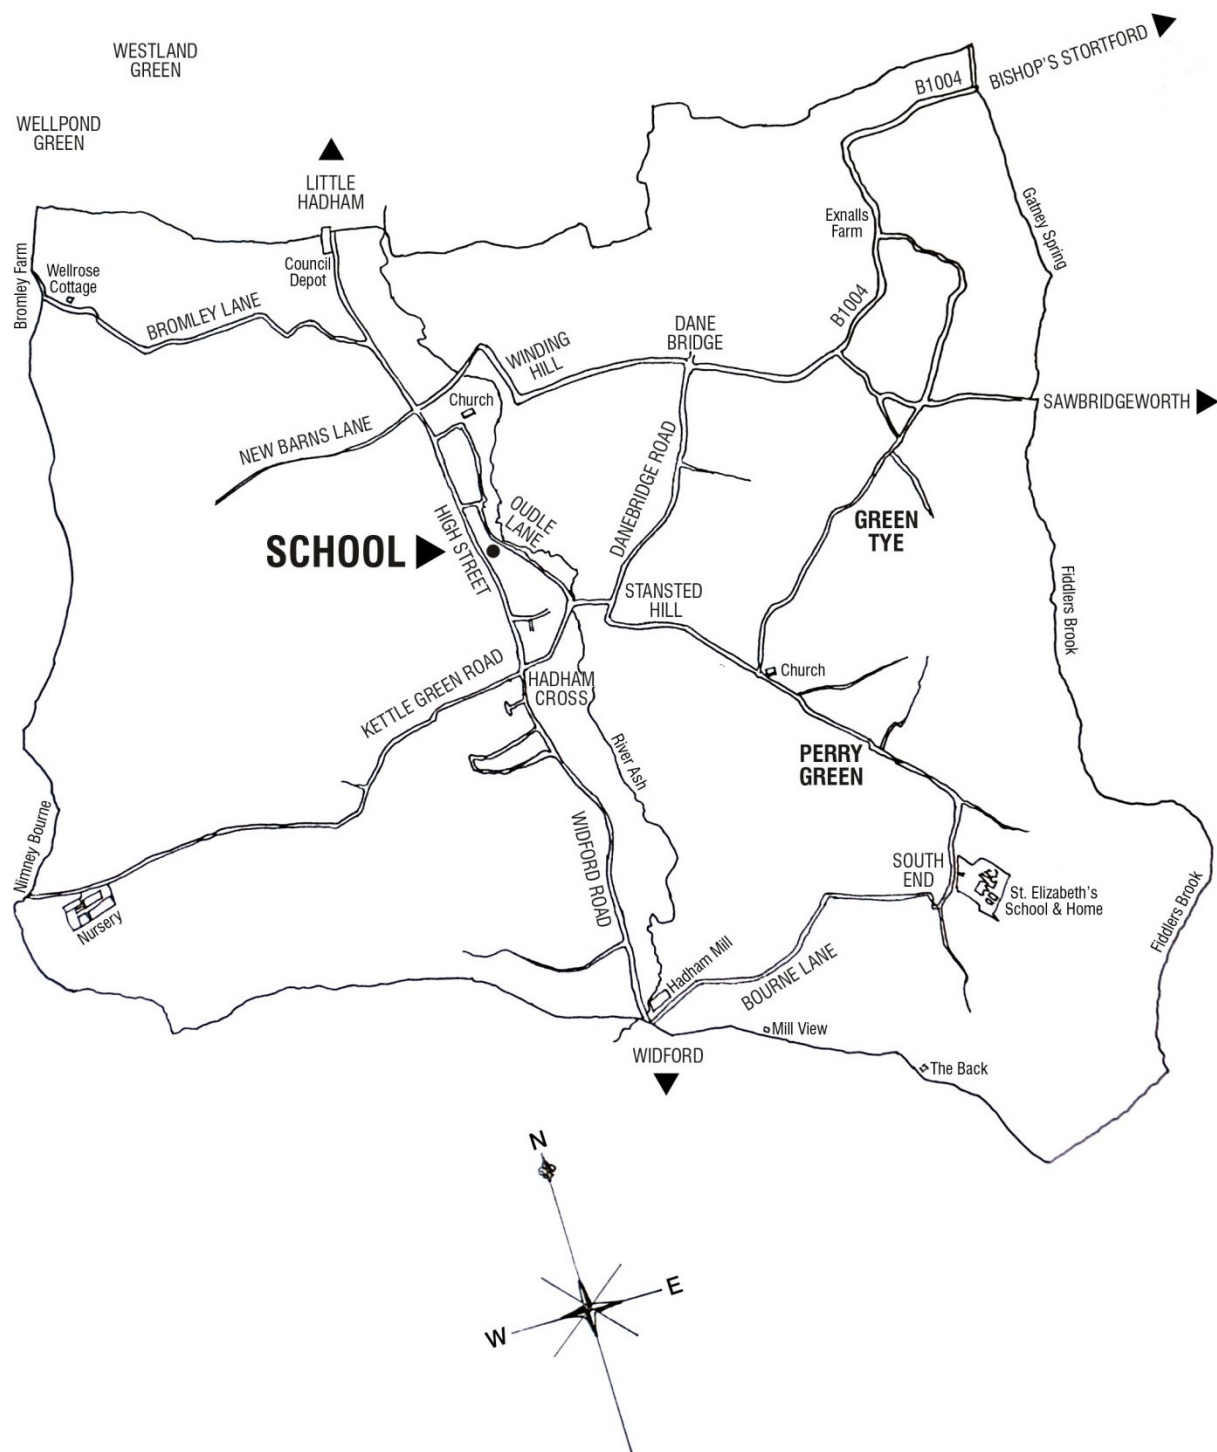 WESTLAND
GREEN
BISHOP'S STORTFORD
B1004
WELLPOND
GREEN
LITTLE
HADHAM
Gatney Spring
Exnalls
Farm
Bromley Farm
Wellrose
Cottage
Council
Depot
BROMLEY LANE
B1004
DANE
BRIDGE
WINDING
HILL
SAWBRIDGEWORTH
Church
NEW BARNS LANE
DANEBRIDGE ROAD
OUDLE
LANE
GREEN
TYE
HIGH STREET
SCHOOL
STANSTED
HILL
Fiddlers Brook
Church
KETTLE GREEN ROAD
HADHAM
CROSS
River Ash
PERRY
GREEN
Nimney Bourne
WIDFORD ROAD
SOUTH
END
St. Elizabeth's
School & Home
Fiddlers Brook
Nursery
Hadham Mill
BOURNE LANE
Mill View
WIDFORD
The Back
N
E
W